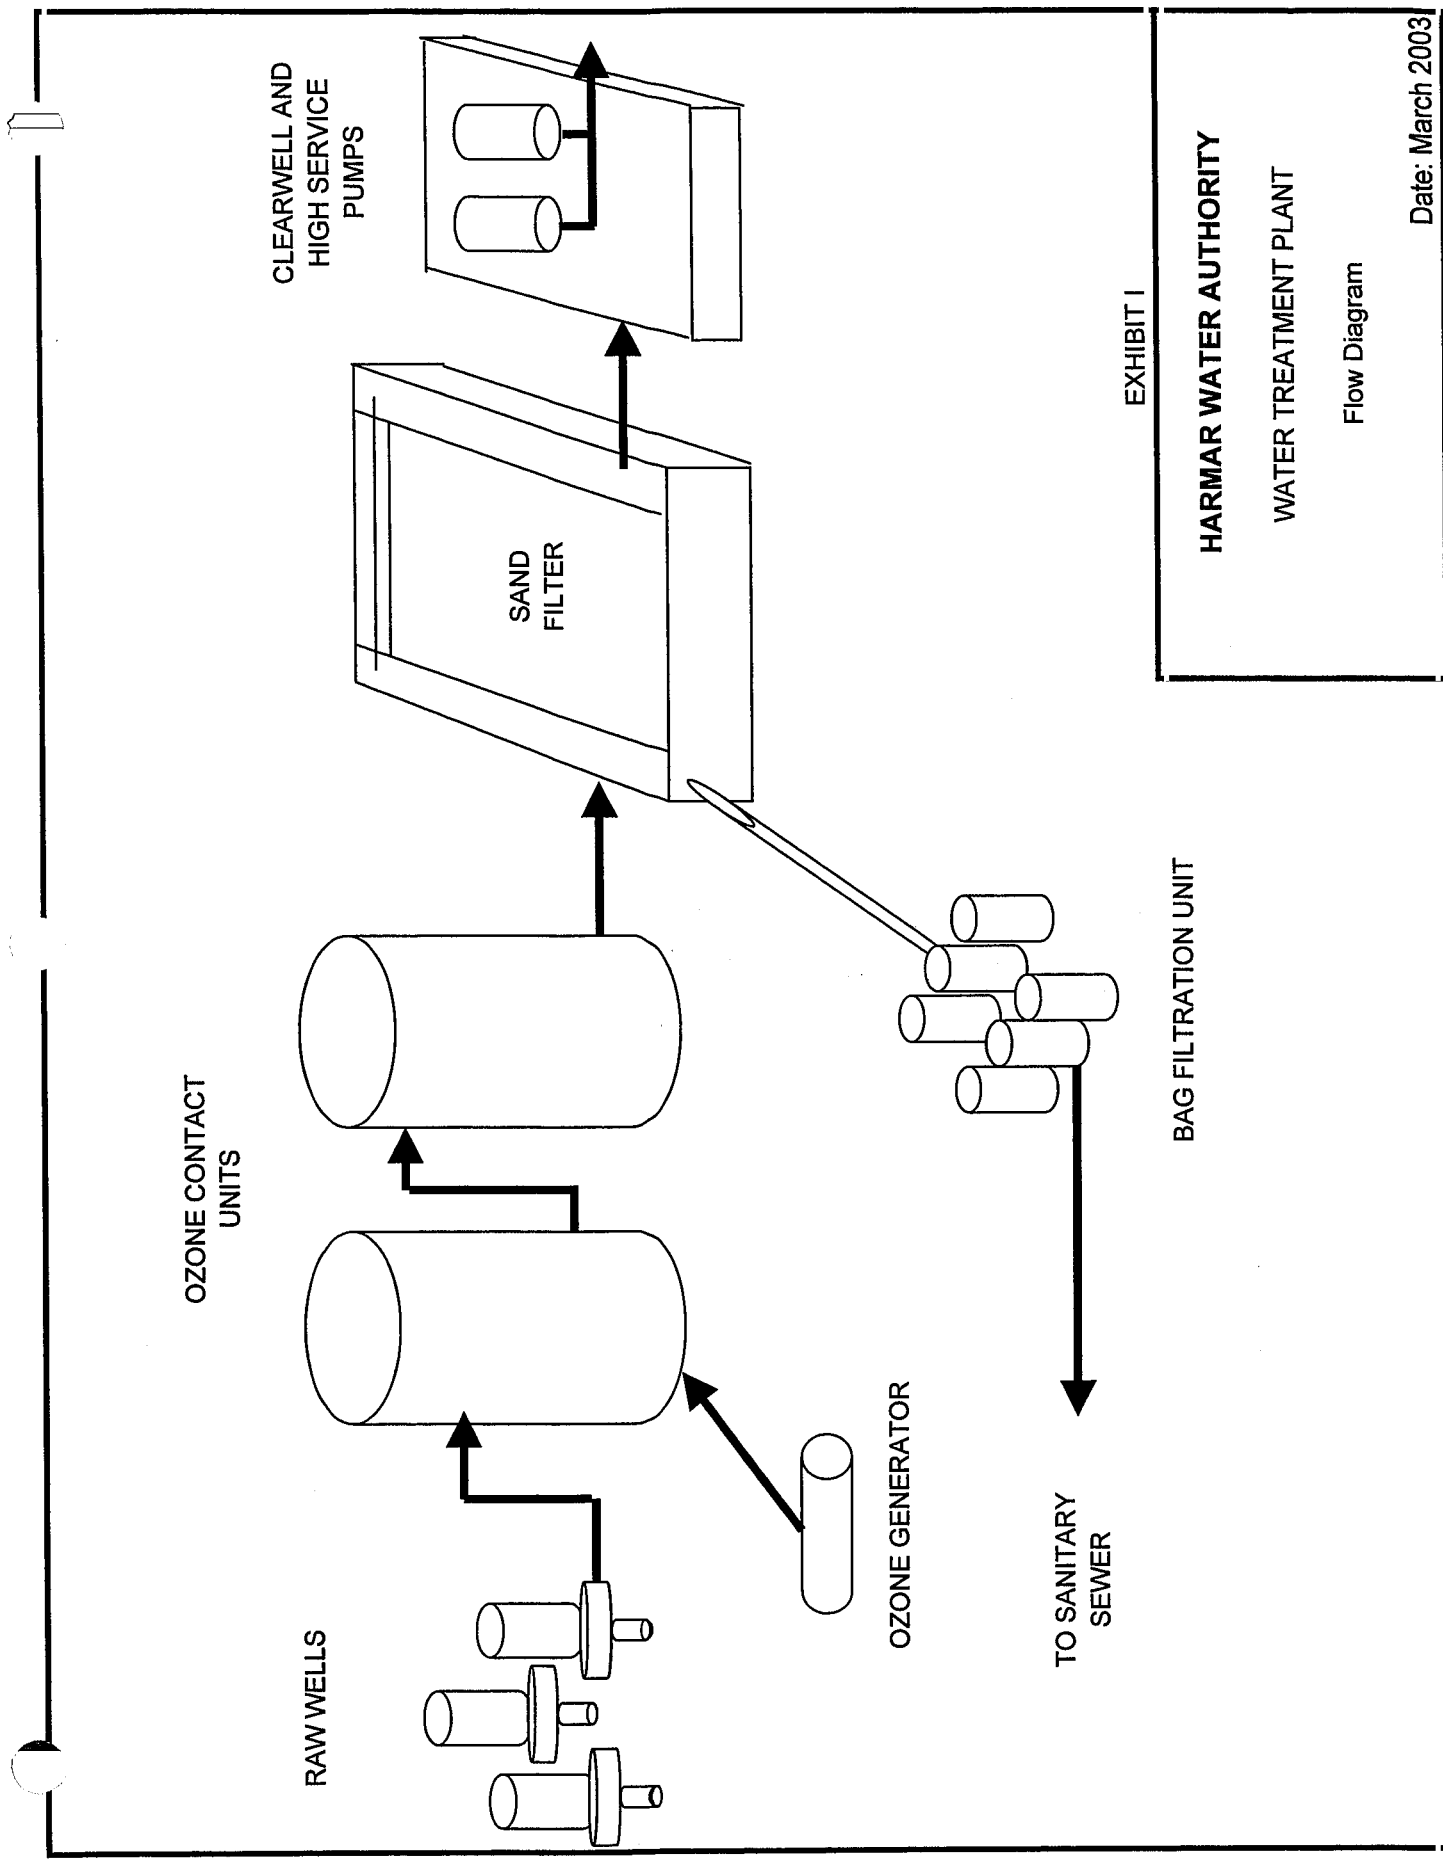 RAW WELLS
OZONE CONTACT
UNITS
CLEARWELL AND
HIGH SERVICE
PUMPS
SAND
FILTER
OZONE GENERATOR
TO SANITARY
SEWER
BAG FILTRATION UNIT
EXHIBIT I
HARMAR WATER AUTHORITY
WATER TREATMENT PLANT
Flow Diagram
Date: March 2003